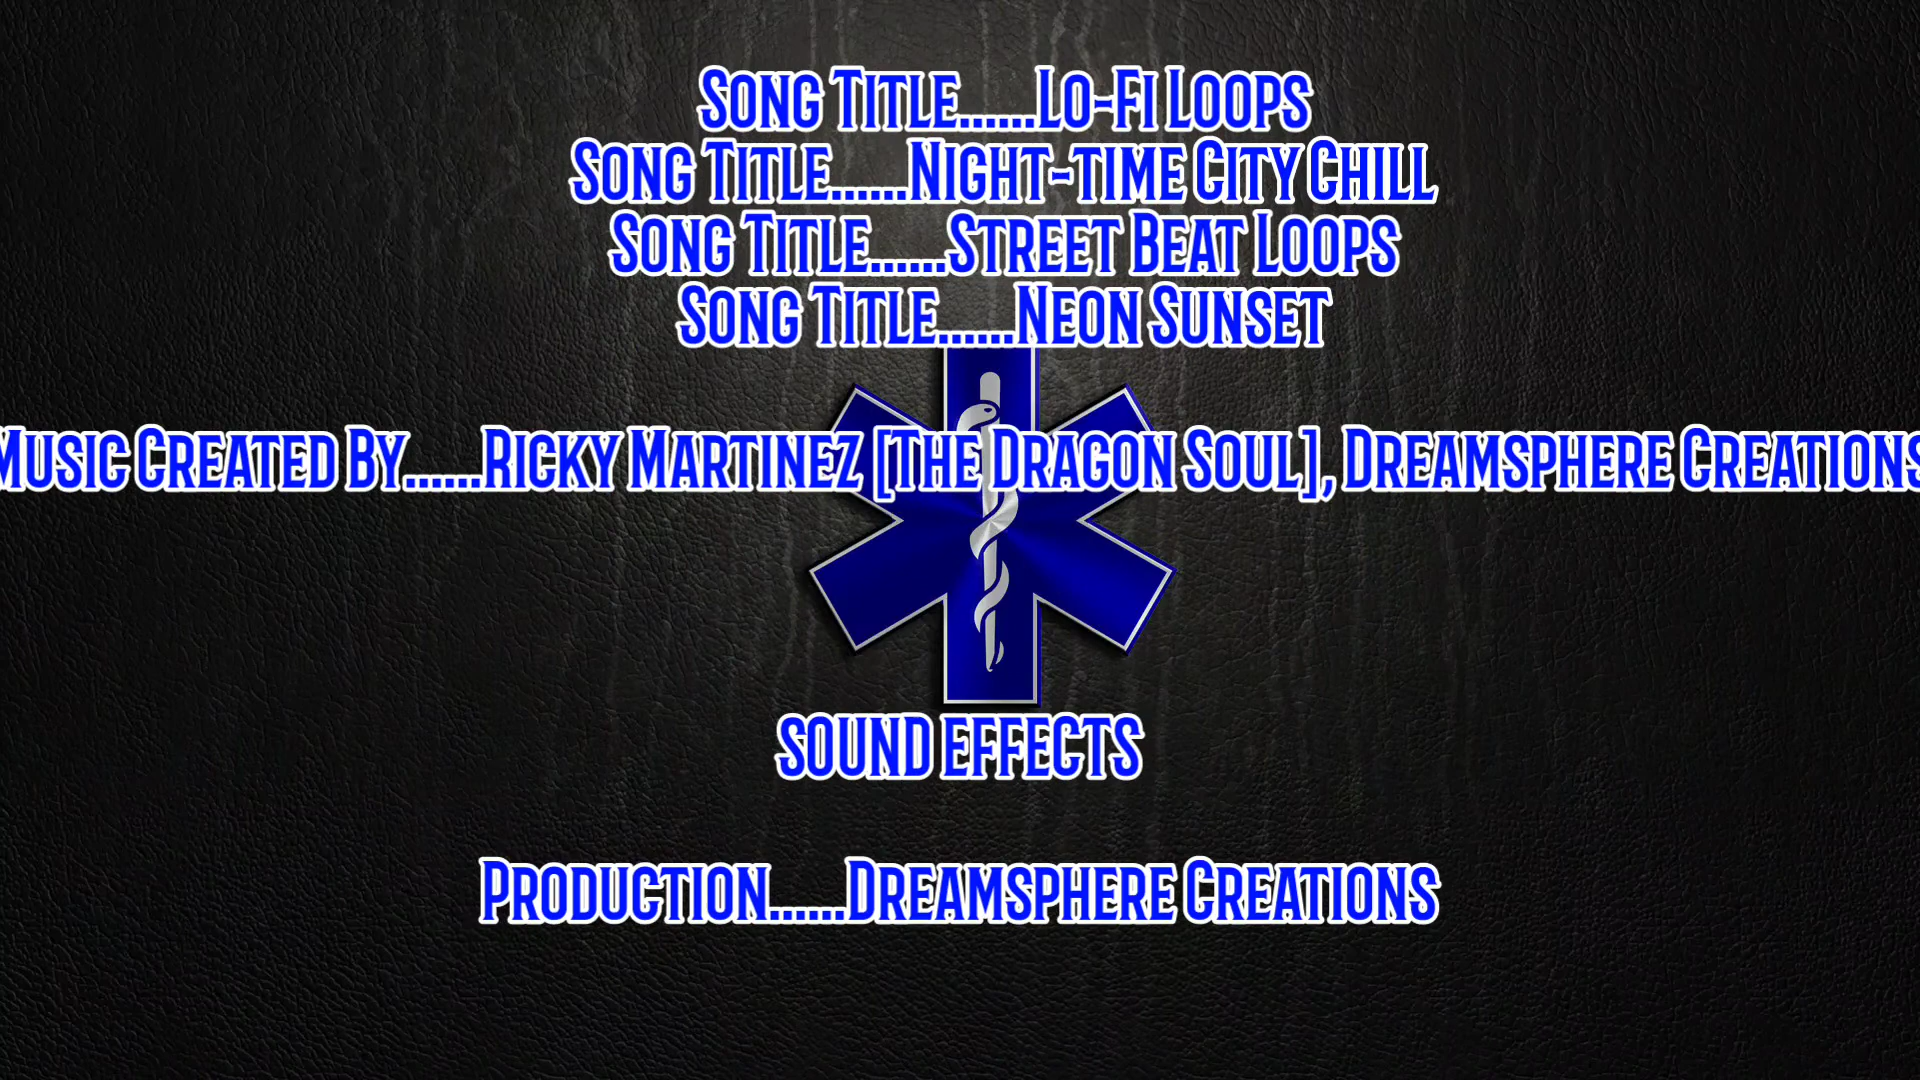 Song Title......Lo-Fi Loops
Song Title......Night-time City Chill
Song Title......Street Beat Loops
Song Title......Neon Sunset
Music Created By......Ricky Martinez [The Dragon Soul], Dreamsphere Creations
SOUND EFFECTS
Production......Dreamsphere Creations